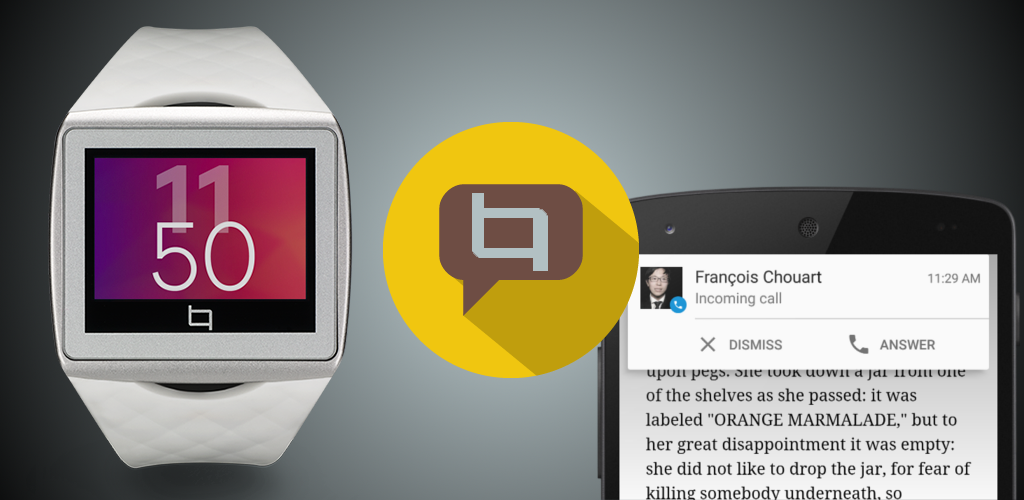 11
50
François Chouart
11:29 AM
Incoming call
DISMISS
ANSWER
upon pegs. She took down a jar from one
of the shelves as she passed: it was
labeled "ORANGE MARMALADE," but to
her great disappointment it was empty:
she did not like to drop the jar, for fear of
killing somebody underneath, so